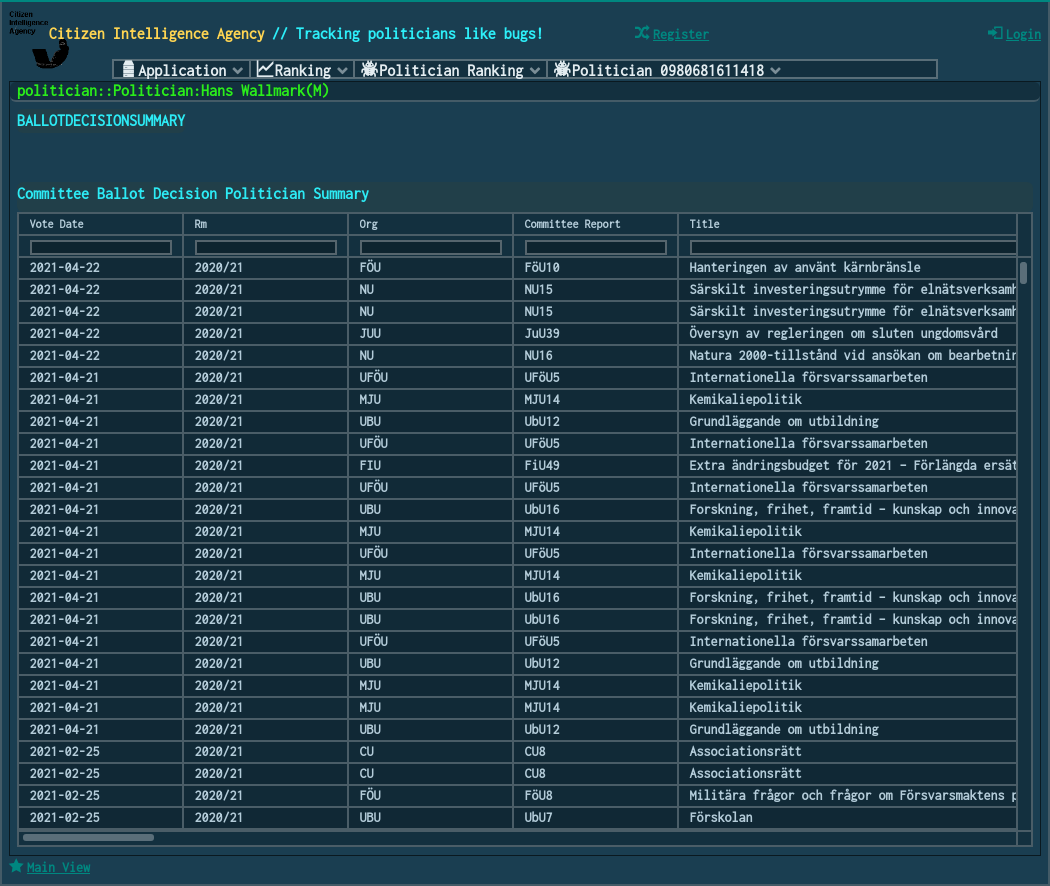 Citizen
Intelligence
Agency
Citizen Intelligence Agency // Tracking politicians like bugs!
Register
Login
Application Ranking Politician Ranking Politician 0980681611418
politician::Politician:Hans Wallmark(M)
BALLOTDECISIONSUMMARY
Committee Ballot Decision Politician Summary
Vote Date Rm Org Committee Report Title
2021-04-22 2020/21 FÖU FöU10 Hanteringen av använt kärnbränsle
2021-04-22 2020/21 NU NU15 Särskilt investeringsutrymme för elnätsverksamh
2021-04-22 2020/21 NU NU15 Särskilt investeringsutrymme för elnätsverksamh
2021-04-22 2020/21 JUU JuU39 Översyn av regleringen om sluten ungdomsvård
2021-04-22 2020/21 NU NU16 Natura 2000-tillstånd vid ansökan om bearbetnin
2021-04-21 2020/21 UFÖU UFöU5 Internationella försvarssamarbeten
2021-04-21 2020/21 MJU MJU14 Kemikaliepolitik
2021-04-21 2020/21 UBU UbU12 Grundläggande om utbildning
2021-04-21 2020/21 UFÖU UFöU5 Internationella försvarssamarbeten
2021-04-21 2020/21 FIU FiU49 Extra ändringsbudget för 2021 – Förlängda ersät
2021-04-21 2020/21 UFÖU UFöU5 Internationella försvarssamarbeten
2021-04-21 2020/21 UBU UbU16 Forskning, frihet, framtid – kunskap och innova
2021-04-21 2020/21 MJU MJU14 Kemikaliepolitik
2021-04-21 2020/21 UFÖU UFöU5 Internationella försvarssamarbeten
2021-04-21 2020/21 MJU MJU14 Kemikaliepolitik
2021-04-21 2020/21 UBU UbU16 Forskning, frihet, framtid – kunskap och innova
2021-04-21 2020/21 UBU UbU16 Forskning, frihet, framtid – kunskap och innova
2021-04-21 2020/21 UFÖU UFöU5 Internationella försvarssamarbeten
2021-04-21 2020/21 UBU UbU12 Grundläggande om utbildning
2021-04-21 2020/21 MJU MJU14 Kemikaliepolitik
2021-04-21 2020/21 MJU MJU14 Kemikaliepolitik
2021-04-21 2020/21 UBU UbU12 Grundläggande om utbildning
2021-02-25 2020/21 CU CU8 Associationsrätt
2021-02-25 2020/21 CU CU8 Associationsrätt
2021-02-25 2020/21 FÖU FöU8 Militära frågor och frågor om Försvarsmaktens p
2021-02-25 2020/21 UBU UbU7 Förskolan
Main View